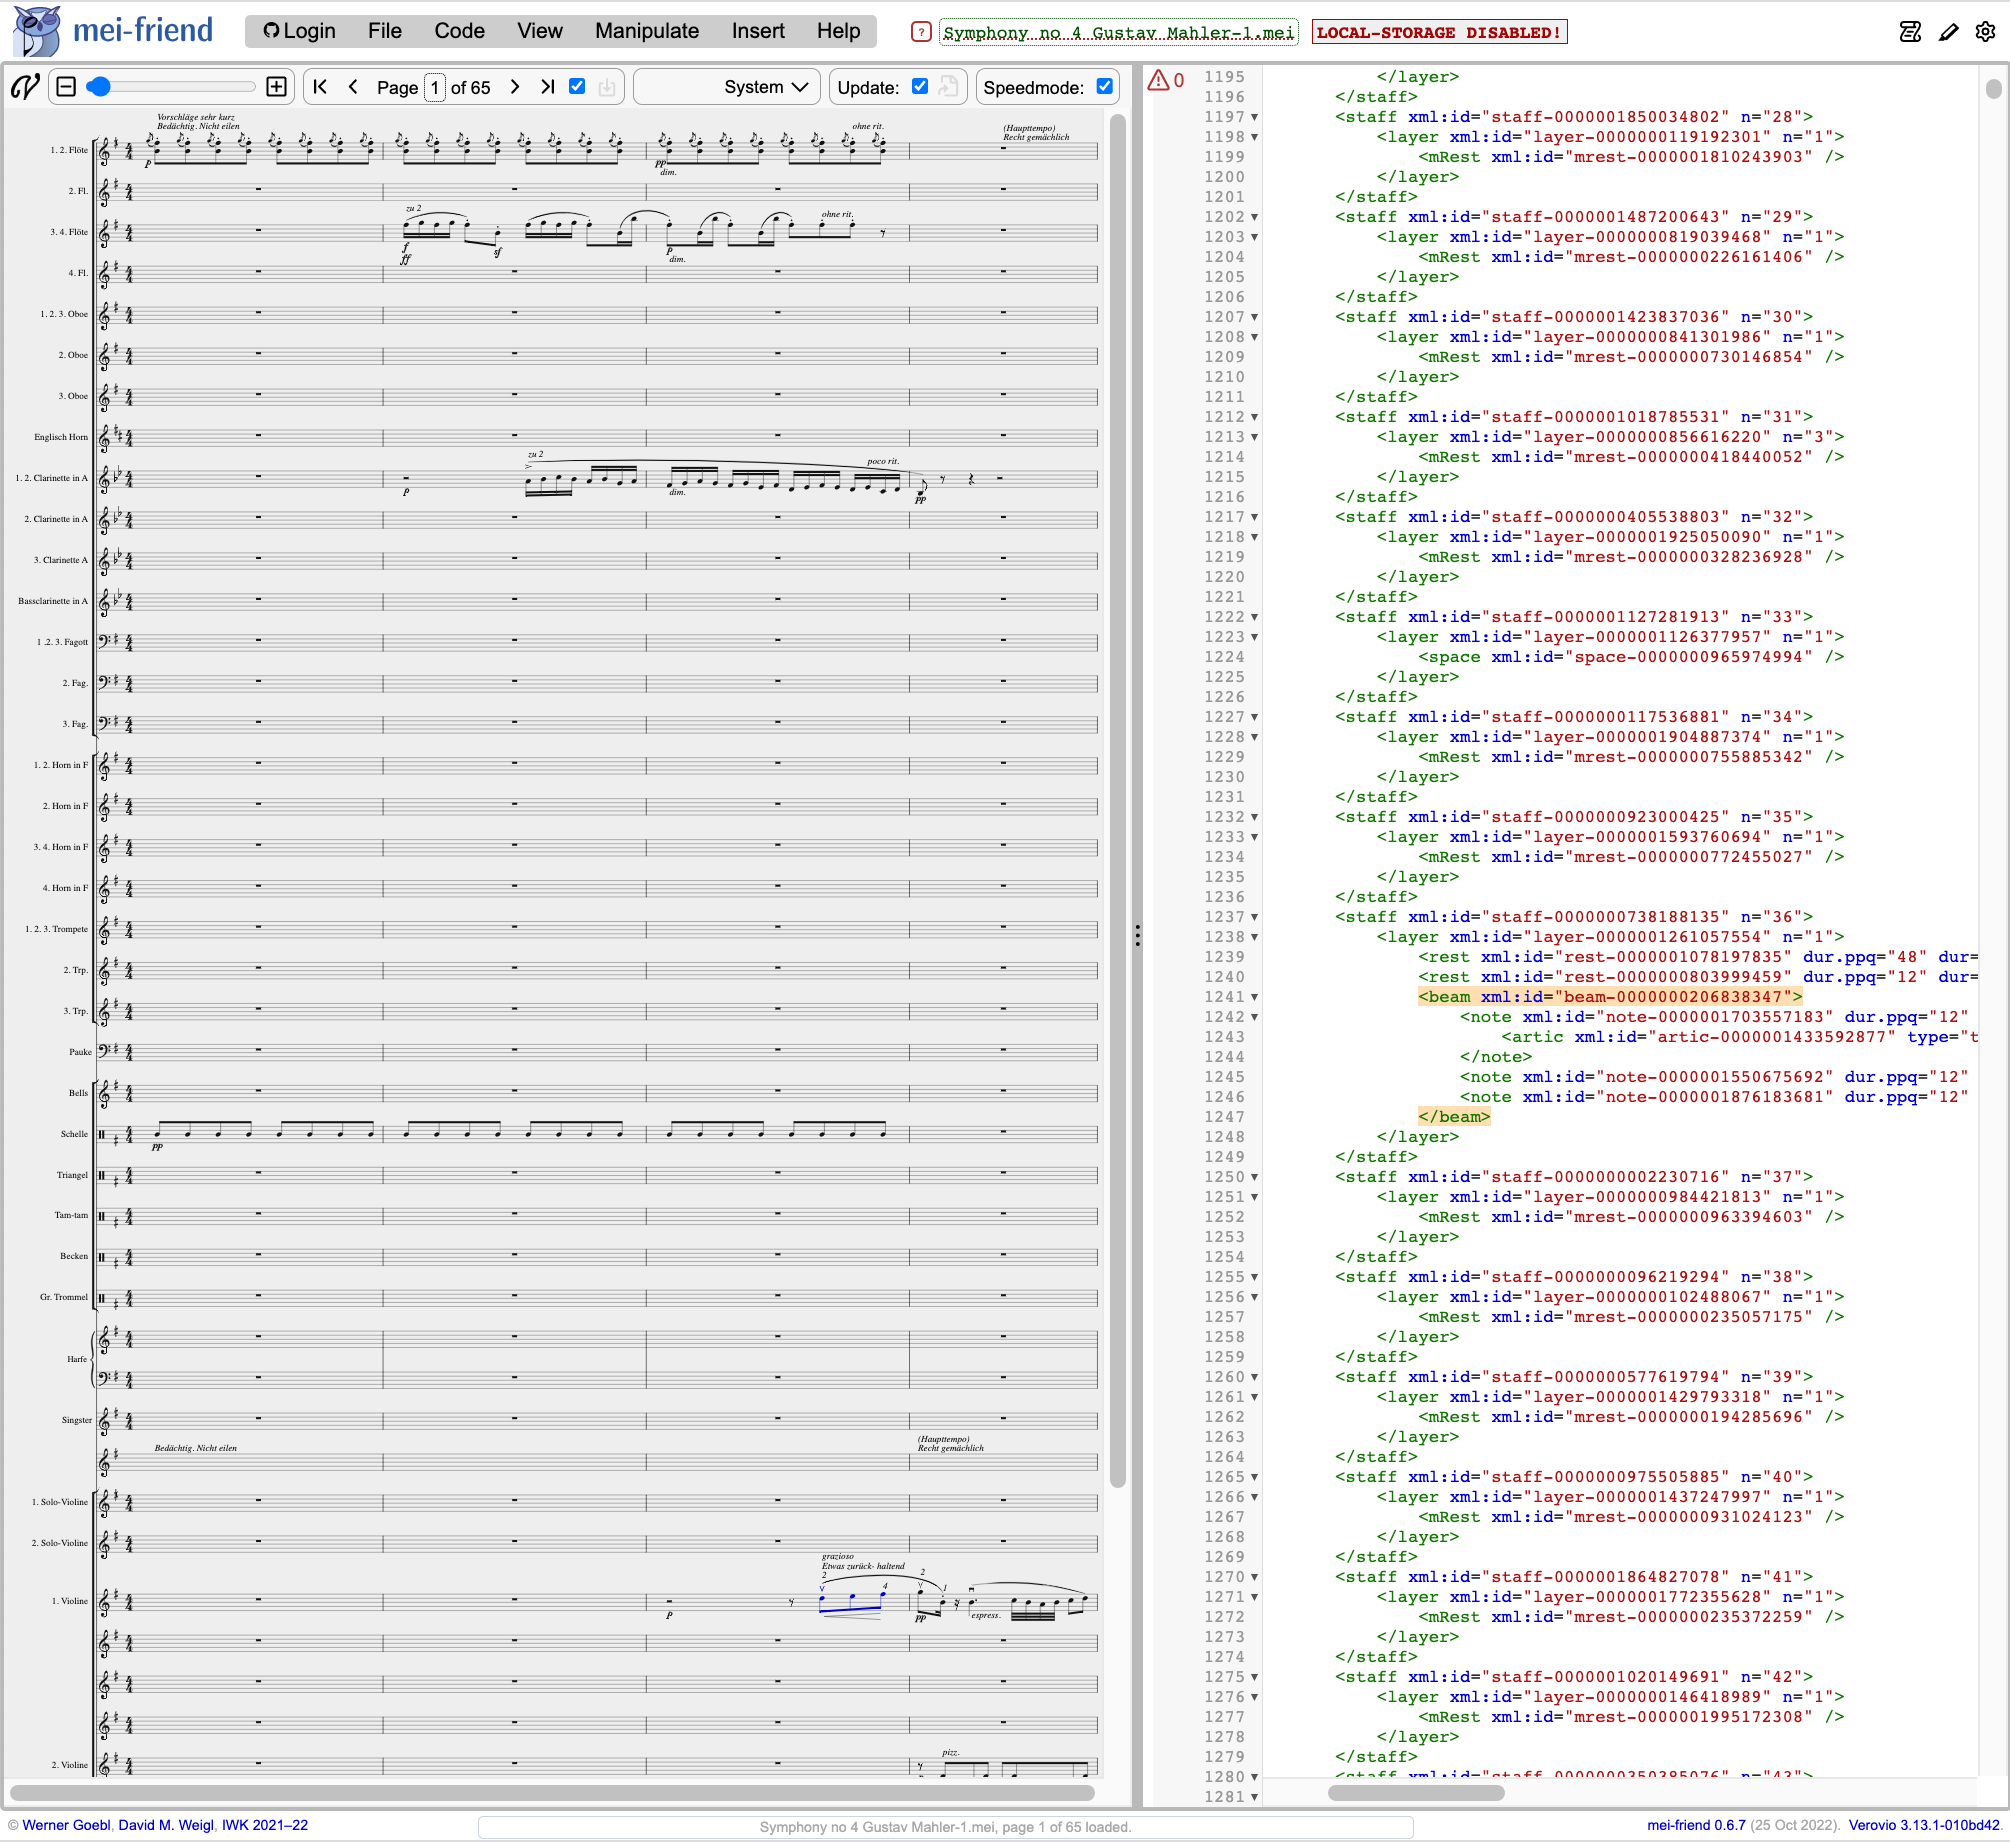 mei-friend
Login File Code View Manipulate Insert Help
? Symphony no 4 Gustav Mahler-1.mei LOCAL-STORAGE DISABLED!
Page 1 of 65 System Update: Speedmode:
Vorschläge sehr kurz
Bedächtig. Nicht eilen
ohne rit.
(Haupttempo)
Recht gemächlich
1. 2. Flöte
p
pp
dim.
2. Fl.
zu 2
ohne rit.
3. 4. Flöte
f
ff
sf
p
dim.
4. Fl.
1. 2. 3. Oboe
2. Oboe
3. Oboe
Englisch Horn
zu 2
poco rit.
1. 2. Clarinette in A
p
dim.
pp
2. Clarinette in A
3. Clarinette A
Bassclarinette in A
1 .2. 3. Fagott
2. Fag.
3. Fag.
1. 2. Horn in F
2. Horn in F
3. 4. Horn in F
4. Horn in F
1. 2. 3. Trompete
2. Trp.
3. Trp.
Pauke
Bells
Schelle
pp
Triangel
Tam-tam
Becken
Gr. Trommel
Harfe
Singster
Bedächtig. Nicht eilen
(Haupttempo)
Recht gemächlich
1. Solo-Violine
2. Solo-Violine
grazioso
Etwas zurück- haltend
2 4 2 1
1. Violine
p
pp
espress.
pizz.
2. Violine
0
1195 </layer>
1196 </staff>
1197 <staff xml:id="staff-0000001850034802" n="28">
1198 <layer xml:id="layer-0000000119192301" n="1">
1199 <mRest xml:id="mrest-0000001810243903" />
1200 </layer>
1201 </staff>
1202 <staff xml:id="staff-0000001487200643" n="29">
1203 <layer xml:id="layer-0000000819039468" n="1">
1204 <mRest xml:id="mrest-0000000226161406" />
1205 </layer>
1206 </staff>
1207 <staff xml:id="staff-0000001423837036" n="30">
1208 <layer xml:id="layer-0000000841301986" n="1">
1209 <mRest xml:id="mrest-0000000730146854" />
1210 </layer>
1211 </staff>
1212 <staff xml:id="staff-0000001018785531" n="31">
1213 <layer xml:id="layer-0000000856616220" n="3">
1214 <mRest xml:id="mrest-0000000418440052" />
1215 </layer>
1216 </staff>
1217 <staff xml:id="staff-0000000405538803" n="32">
1218 <layer xml:id="layer-0000001925050090" n="1">
1219 <mRest xml:id="mrest-0000000328236928" />
1220 </layer>
1221 </staff>
1222 <staff xml:id="staff-0000001127281913" n="33">
1223 <layer xml:id="layer-0000001126377957" n="1">
1224 <space xml:id="space-0000000965974994" />
1225 </layer>
1226 </staff>
1227 <staff xml:id="staff-0000000117536881" n="34">
1228 <layer xml:id="layer-0000001904887374" n="1">
1229 <mRest xml:id="mrest-0000000755885342" />
1230 </layer>
1231 </staff>
1232 <staff xml:id="staff-0000000923000425" n="35">
1233 <layer xml:id="layer-0000001593760694" n="1">
1234 <mRest xml:id="mrest-0000000772455027" />
1235 </layer>
1236 </staff>
1237 <staff xml:id="staff-0000000738188135" n="36">
1238 <layer xml:id="layer-0000001261057554" n="1">
1239 <rest xml:id="rest-0000001078197835" dur.ppq="48" dur=
1240 <rest xml:id="rest-0000000803999459" dur.ppq="12" dur=
1241 <beam xml:id="beam-0000000206838347">
1242 <note xml:id="note-0000001703557183" dur.ppq="12"
1243 <artic xml:id="artic-0000001433592877" type="t
1244 </note>
1245 <note xml:id="note-0000001550675692" dur.ppq="12"
1246 <note xml:id="note-0000001876183681" dur.ppq="12"
1247 </beam>
1248 </layer>
1249 </staff>
1250 <staff xml:id="staff-0000000002230716" n="37">
1251 <layer xml:id="layer-0000000984421813" n="1">
1252 <mRest xml:id="mrest-0000000963394603" />
1253 </layer>
1254 </staff>
1255 <staff xml:id="staff-0000000096219294" n="38">
1256 <layer xml:id="layer-0000000102488067" n="1">
1257 <mRest xml:id="mrest-0000000235057175" />
1258 </layer>
1259 </staff>
1260 <staff xml:id="staff-0000000577619794" n="39">
1261 <layer xml:id="layer-0000001429793318" n="1">
1262 <mRest xml:id="mrest-0000000194285696" />
1263 </layer>
1264 </staff>
1265 <staff xml:id="staff-0000000975505885" n="40">
1266 <layer xml:id="layer-0000001437247997" n="1">
1267 <mRest xml:id="mrest-0000000931024123" />
1268 </layer>
1269 </staff>
1270 <staff xml:id="staff-0000001864827078" n="41">
1271 <layer xml:id="layer-0000001772355628" n="1">
1272 <mRest xml:id="mrest-0000000235372259" />
1273 </layer>
1274 </staff>
1275 <staff xml:id="staff-0000001020149691" n="42">
1276 <layer xml:id="layer-0000000146418989" n="1">
1277 <mRest xml:id="mrest-0000001995172308" />
1278 </layer>
1279 </staff>
1280 <staff xml:id="staff-0000000350385076" n="43">
1281
© Werner Goebl, David M. Weigl, IWK 2021–22
Symphony no 4 Gustav Mahler-1.mei, page 1 of 65 loaded.
mei-friend 0.6.7 (25 Oct 2022). Verovio 3.13.1-010bd42.